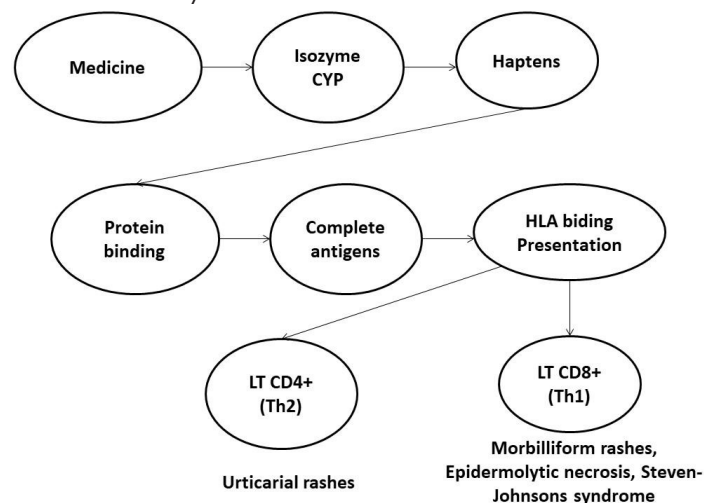 Medicine
Isozyme
CYP
Haptens
Protein
binding
Complete
antigens
HLA biding
Presentation
LT CD4+
(Th2)
LT CD8+
(Th1)
Urticarial rashes
Morbilliform rashes,
Epidermolytic necrosis, Steven-
Johnsons syndrome